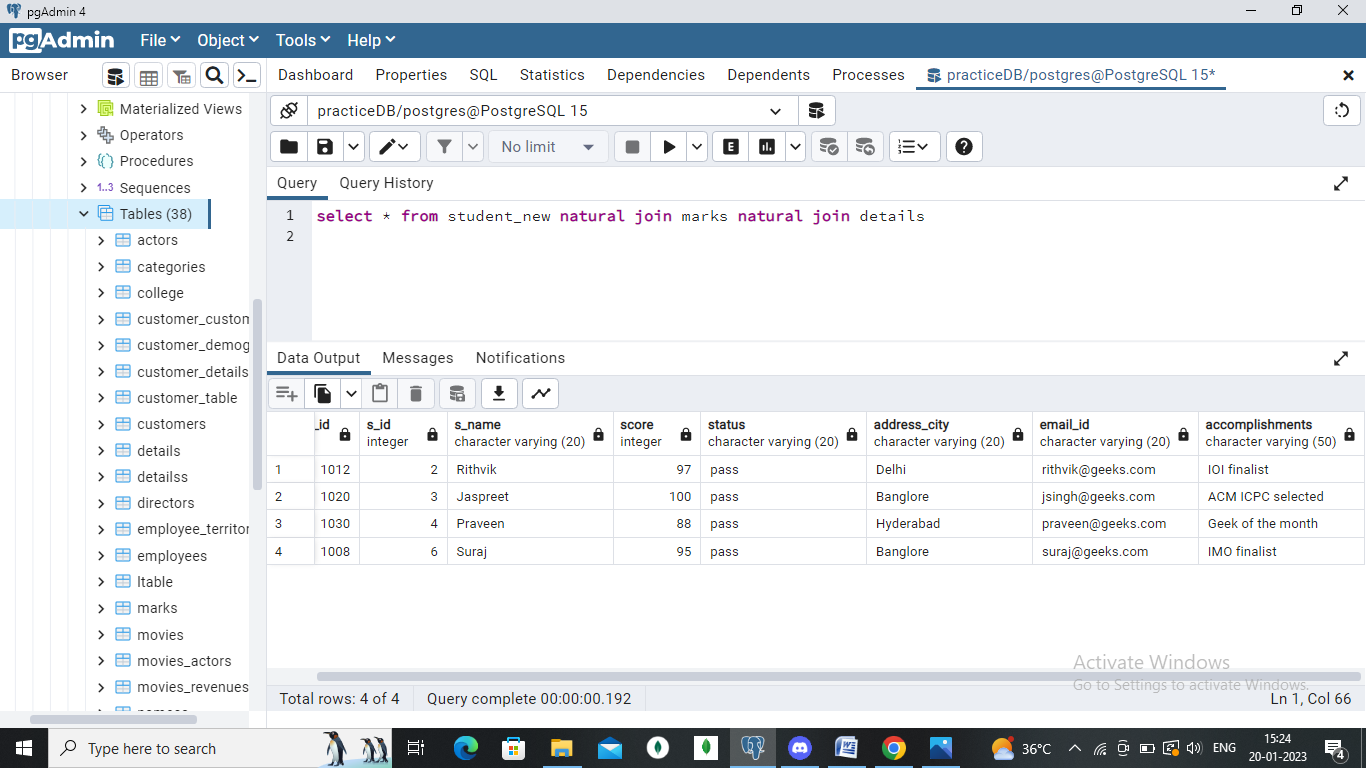 pgAdmin 4
pgAdmin File Object Tools Help
Browser
Dashboard Properties SQL Statistics Dependencies Dependents Processes practiceDB/postgres@PostgreSQL 15*
Materialized Views
Operators
Procedures
1..3 Sequences
Tables (38)
actors
categories
college
customer_custom
customer_demog
customer_details
customer_table
customers
details
detailss
directors
employee_territor
employees
ltable
marks
movies
movies_actors
movies_revenues
practiceDB/postgres@PostgreSQL 15
No limit
E
Query Query History
1 select * from student_new natural join marks natural join details
2
Data Output Messages Notifications
_id s_id s_name score status address_city email_id accomplishments
integer character varying (20) integer character varying (20) character varying (20) character varying (20) character varying (50)
1 1012 2 Rithvik 97 pass Delhi rithvik@geeks.com IOI finalist
2 1020 3 Jaspreet 100 pass Banglore jsingh@geeks.com ACM ICPC selected
3 1030 4 Praveen 88 pass Hyderabad praveen@geeks.com Geek of the month
4 1008 6 Suraj 95 pass Banglore suraj@geeks.com IMO finalist
Activate Windows
Go to Settings to activate Windows.
Total rows: 4 of 4 Query complete 00:00:00.192 Ln 1, Col 66
Type here to search
36°C ENG 15:24
20-01-2023
4